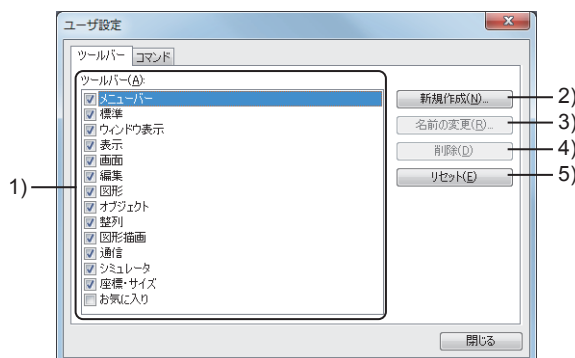 ユーザ設定
ツールバー コマンド
ツールバー(A):
メニューバー
標準
ウィンドウ表示
表示
画面
編集
図形
オブジェクト
整列
図形描画
通信
シミュレータ
座標・サイズ
お気に入り
新規作成(N)...
名前の変更(R)...
削除(D)
リセット(E)
閉じる
1)
2)
3)
4)
5)